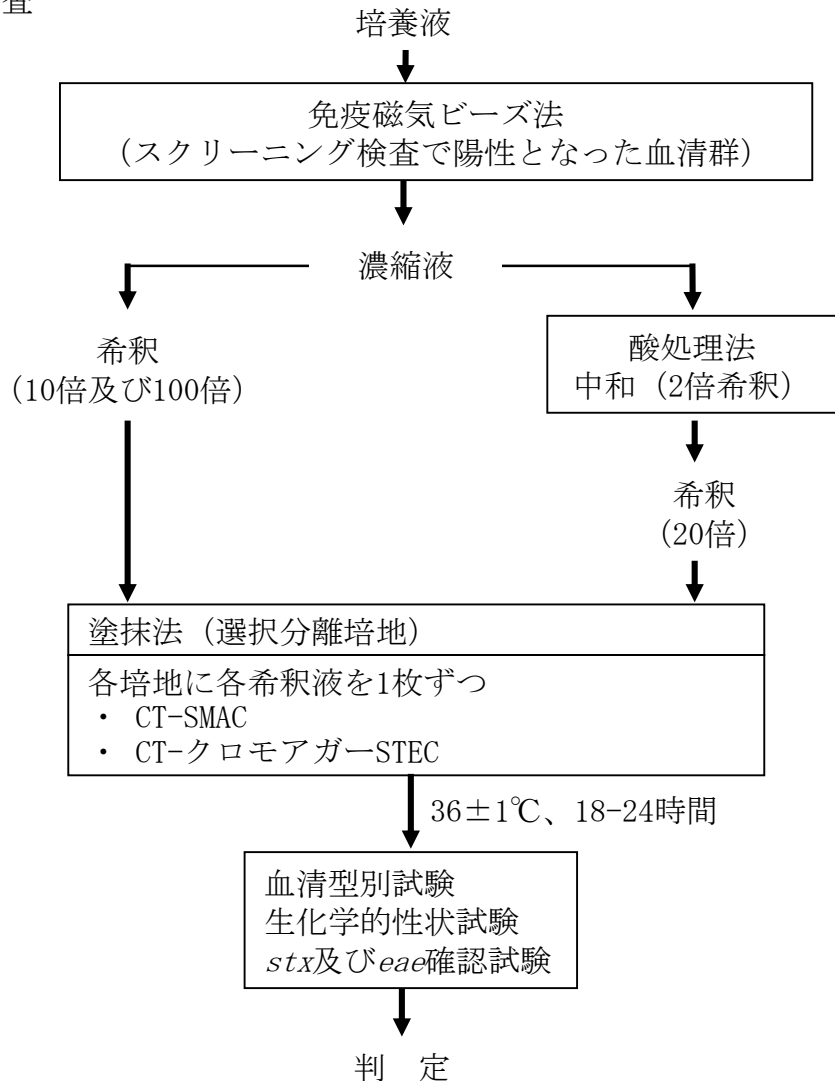 査
培養液
免疫磁気ビーズ法
（スクリーニング検査で陽性となった血清群）
濃縮液
希釈
（10倍及び100倍）
酸処理法
中和（2倍希釈）
希釈
（20倍）
塗抹法（選択分離培地）
各培地に各希釈液を1枚ずつ
・ CT-SMAC
・ CT-クロモアガーSTEC
36±1℃、18-24時間
血清型別試験
生化学的性状試験
stx及びeae確認試験
判　定